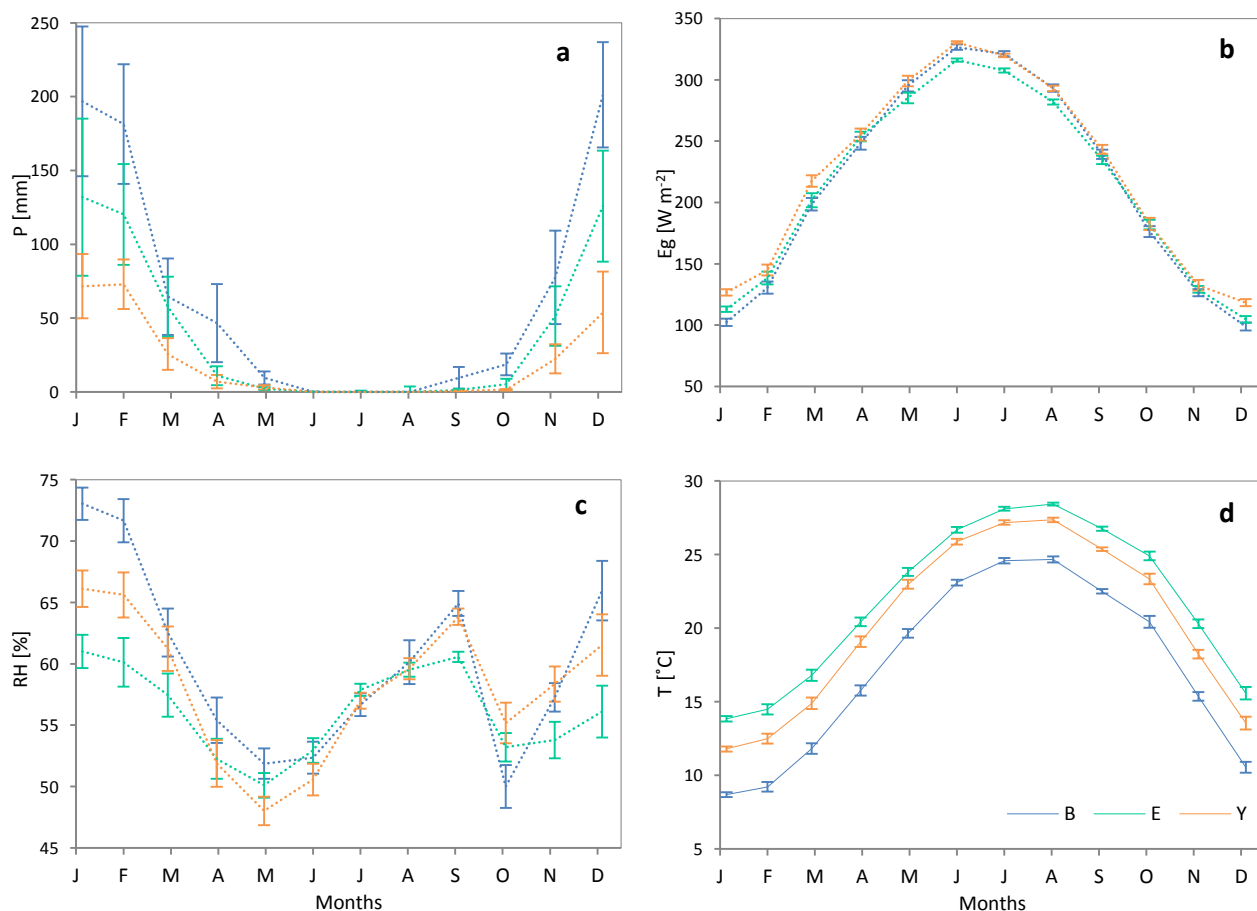 a
P [mm]
250
200
150
100
50
0
J F M A M J J A S O N D
b
Eg [W m⁻²]
350
300
250
200
150
100
50
J F M A M J J A S O N D
c
RH [%]
75
70
65
60
55
50
45
J F M A M J J A S O N D
Months
d
T [˚C]
30
25
20
15
10
5
B E Y
J F M A M J J A S O N D
Months